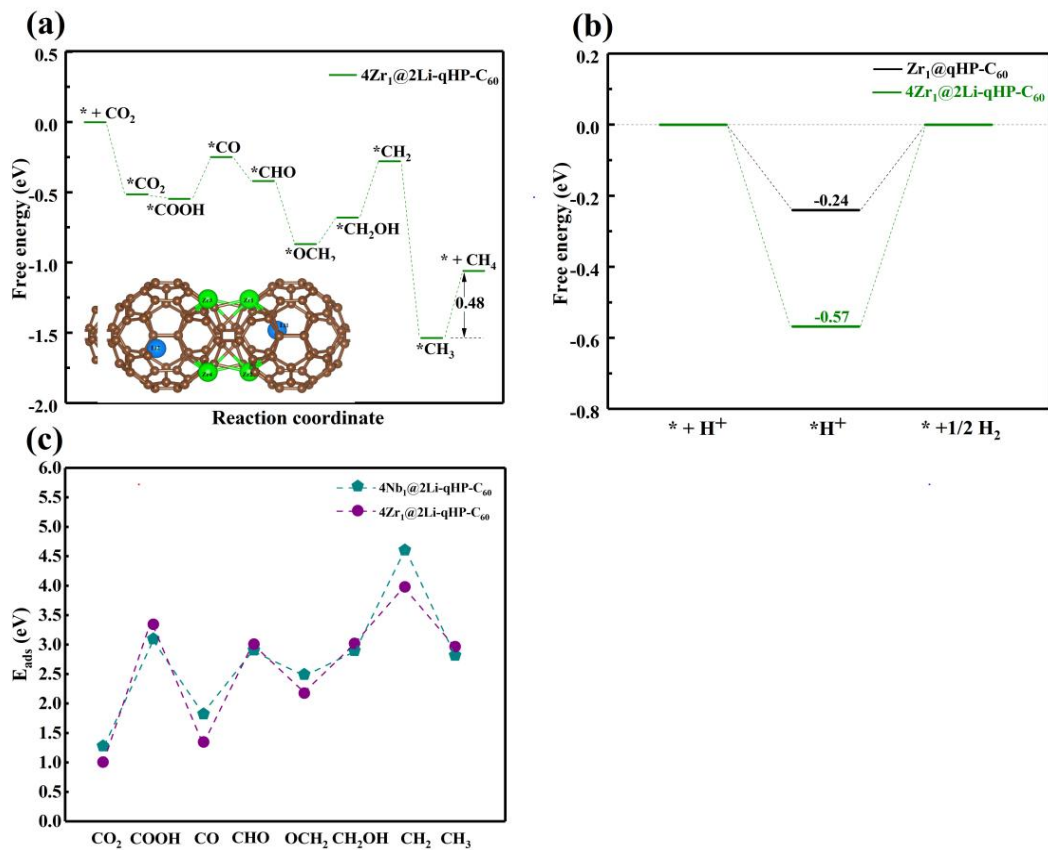 (a)
0.5
0.0
-0.5
-1.0
-1.5
-2.0
Free energy (eV)
Reaction coordinate
4Zr₁@2Li-qHP-C₆₀
* + CO₂
*CO₂
*COOH
*CO
*CHO
*OCH₂
*CH₂OH
*CH₂
*CH₃
* + CH₄
0.48
(b)
0.2
0.0
-0.2
-0.4
-0.6
-0.8
Free energy (eV)
Zr₁@qHP-C₆₀
4Zr₁@2Li-qHP-C₆₀
-0.24
-0.57
* + H⁺
*H⁺
* +1/2 H₂
(c)
6.0
5.5
5.0
4.5
4.0
3.5
3.0
2.5
2.0
1.5
1.0
0.5
0.0
E_ads (eV)
4Nb₁@2Li-qHP-C₆₀
4Zr₁@2Li-qHP-C₆₀
CO₂ COOH CO CHO OCH₂ CH₂OH CH₂ CH₃